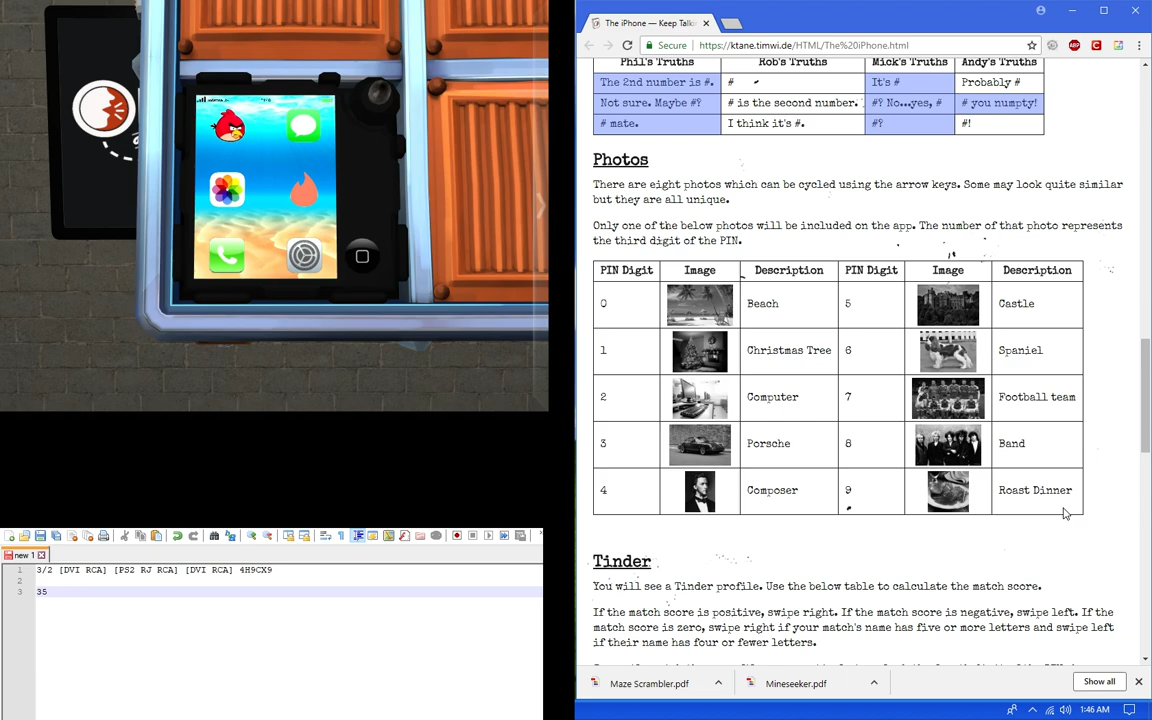 The iPhone — Keep Talki
Secure
https://ktane.timwi.de/HTML/The%20iPhone.html
Phil's Truths Rob's Truths Mick's Truths Andy's Truths
The 2nd number is #. # It's # Probably #
Not sure. Maybe #? # is the second number. #? No...yes, # # you numpty!
# mate. I think it's #. #? #!
Photos
There are eight photos which can be cycled using the arrow keys. Some may look quite similar
but they are all unique.
Only one of the below photos will be included on the app. The number of that photo represents
the third digit of the PIN.
PIN Digit Image Description PIN Digit Image Description
0 Beach 5 Castle
1 Christmas Tree 6 Spaniel
2 Computer 7 Football team
3 Porsche 8 Band
4 Composer 9 Roast Dinner
Tinder
You will see a Tinder profile. Use the below table to calculate the match score.
If the match score is positive, swipe right. If the match score is negative, swipe left. If the
match score is zero, swipe right if your match's name has five or more letters and swipe left
if their name has four or fewer letters.
Maze Scrambler.pdf
Mineseeker.pdf
Show all
1:46 AM
new 1
1 3/2 [DVI RCA] [PS2 RJ RCA] [DVI RCA] 4H9CX9
2
3 35